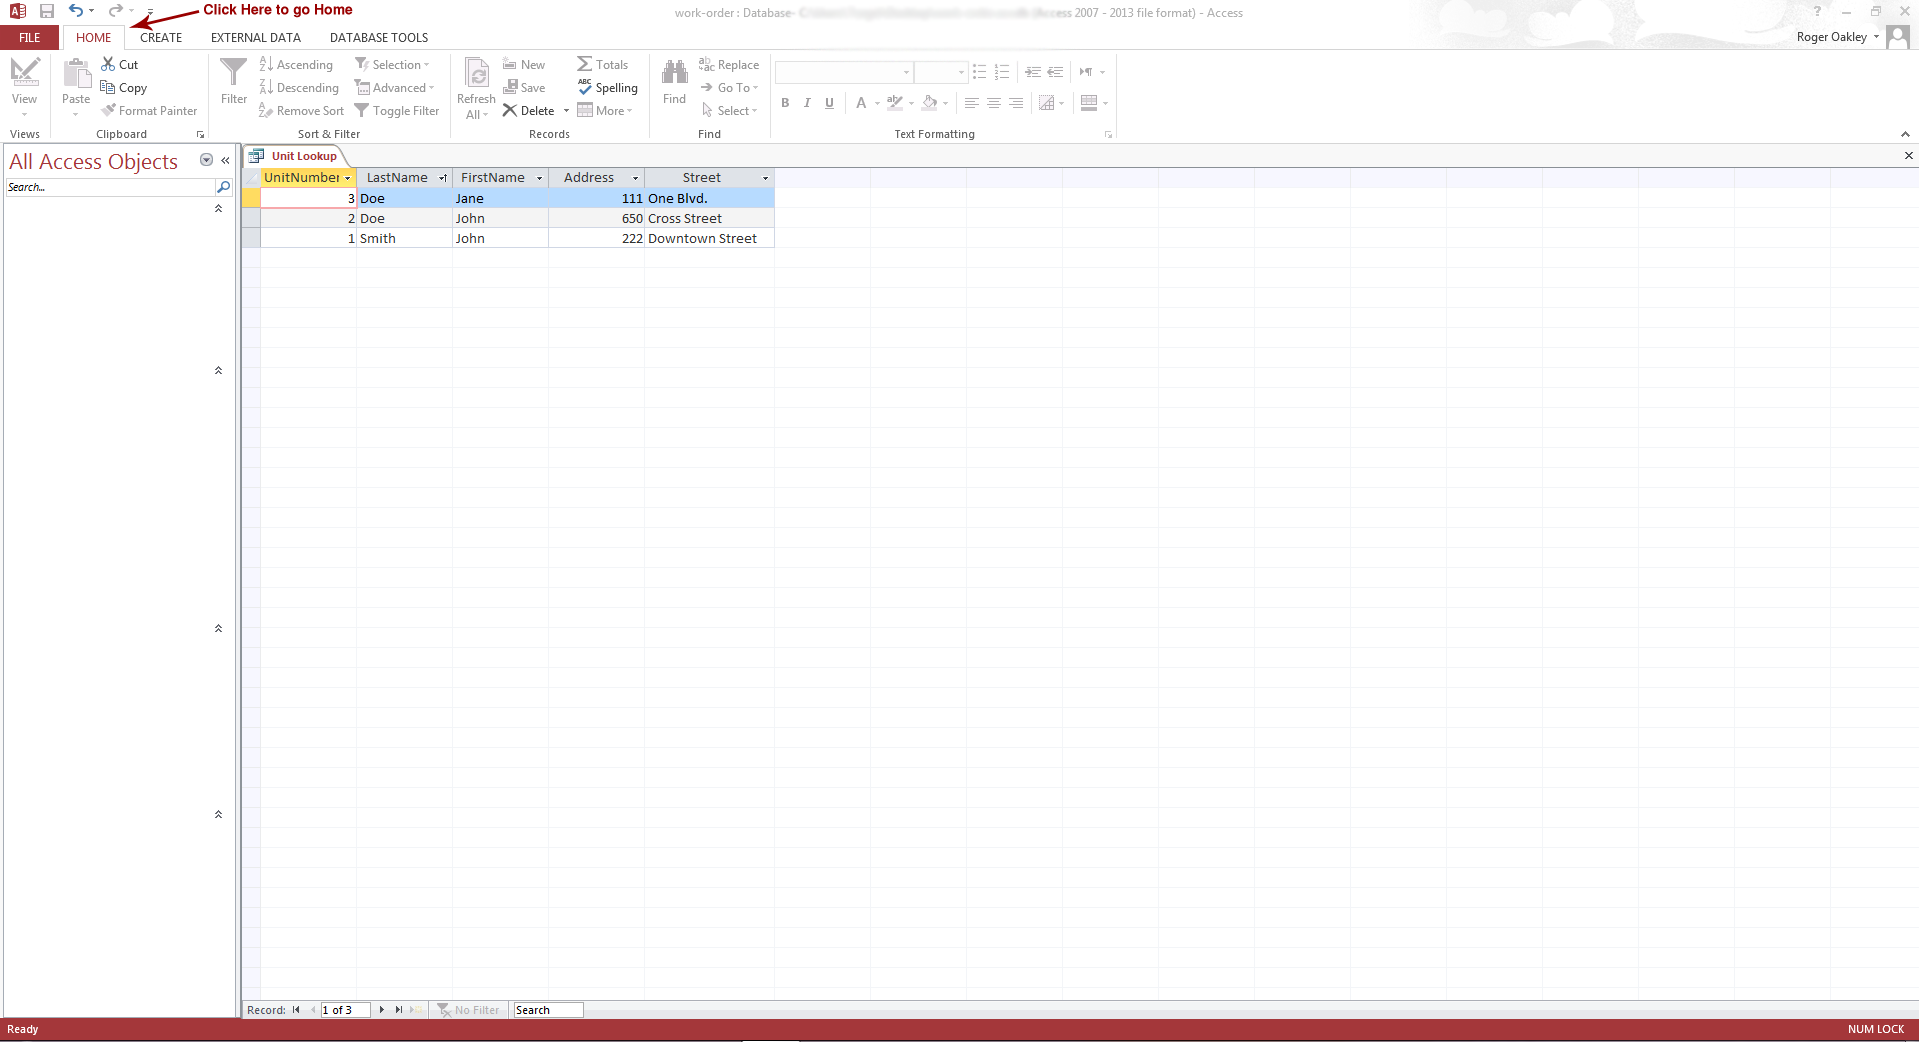 Click Here to go Home
work-order : Database- (Access 2007 - 2013 file format) - Access
?
FILE HOME CREATE EXTERNAL DATA DATABASE TOOLS Roger Oakley
View
Views
Paste
Cut
Copy
Format Painter
Clipboard
Filter
Ascending
Descending
Remove Sort
Selection
Advanced
Toggle Filter
Sort & Filter
Refresh
All
New
Save
Delete
Totals
Spelling
More
Records
Find
Replace
Go To
Select
Find
B I U A
Text Formatting
All Access Objects
Search...
Unit Lookup
UnitNumber LastName FirstName Address Street
3 Doe Jane 111 One Blvd.
2 Doe John 650 Cross Street
1 Smith John 222 Downtown Street
Record: 1 of 3 No Filter Search
Ready NUM LOCK